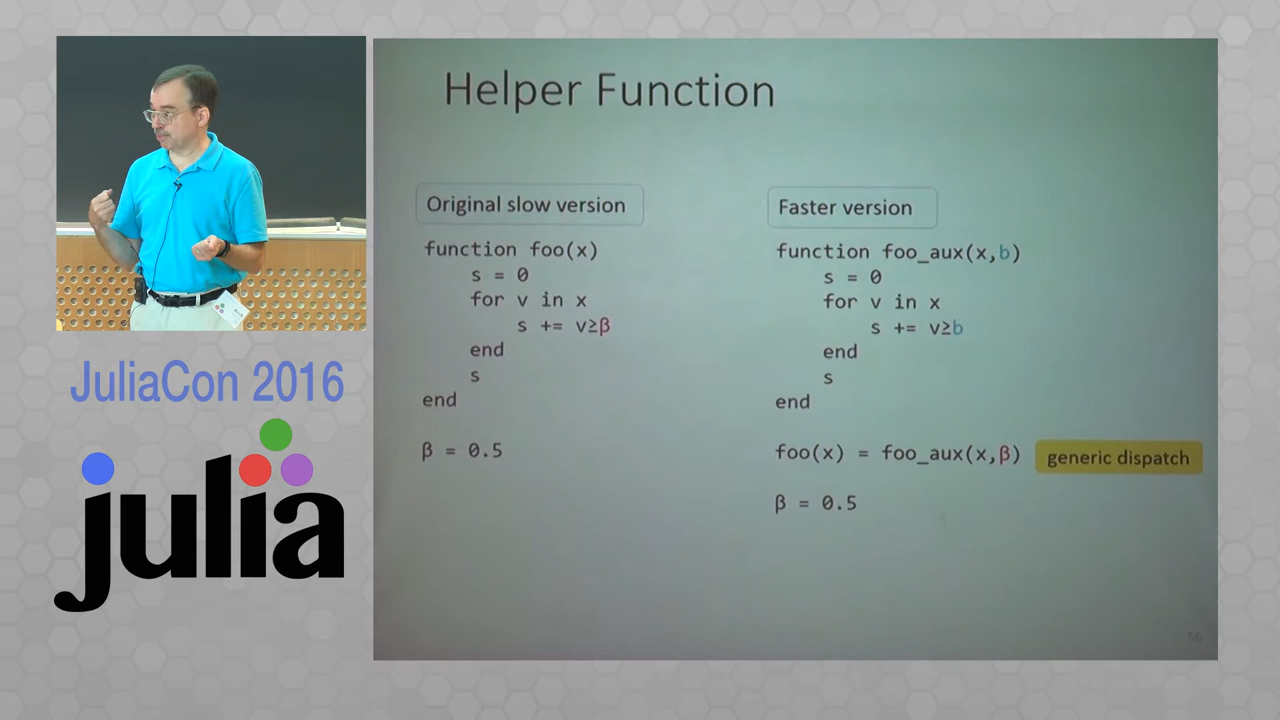 Helper Function
Original slow version
function foo(x)
    s = 0
    for v in x
        s += v≥β
    end
    s
end
β = 0.5
Faster version
function foo_aux(x,b)
    s = 0
    for v in x
        s += v≥b
    end
    s
end
foo(x) = foo_aux(x,β)
generic dispatch
β = 0.5
56
JuliaCon 2016
julia